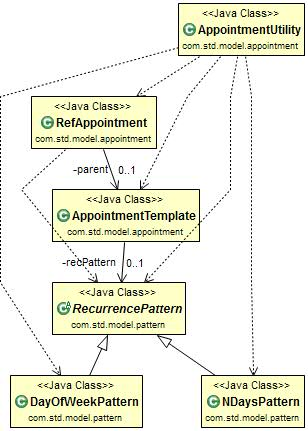 <<Java Class>>
AppointmentUtility
com.std.model.appointment
<<Java Class>>
RefAppointment
com.std.model.appointment
-parent 0..1
<<Java Class>>
AppointmentTemplate
com.std.model.appointment
-recPattern 0..1
<<Java Class>>
RecurrencePattern
com.std.model.pattern
<<Java Class>>
DayOfWeekPattern
com.std.model.pattern
<<Java Class>>
NDaysPattern
com.std.model.pattern